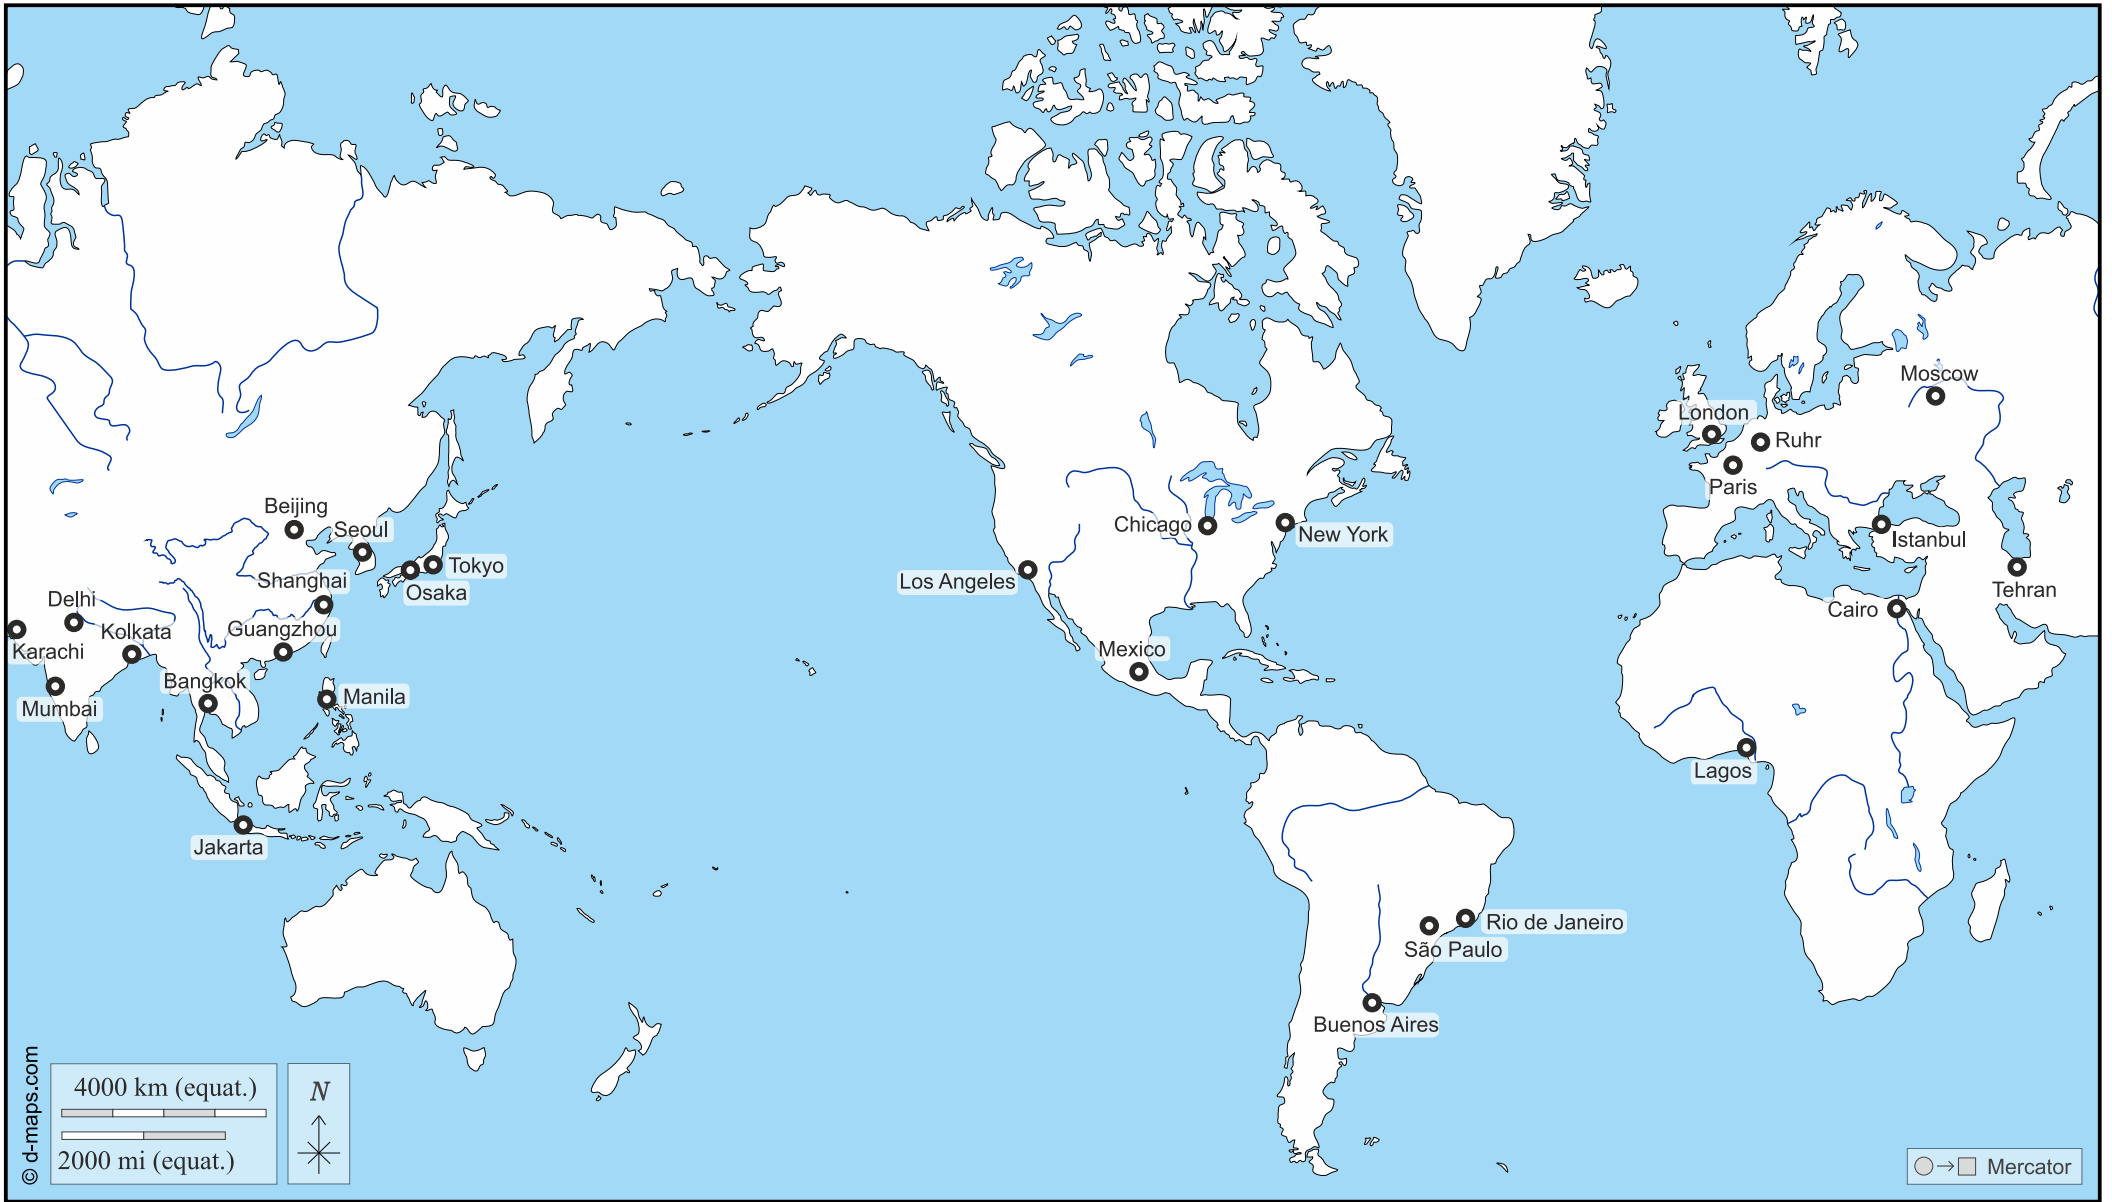 Moscow
London
Ruhr
Paris
Beijing
Seoul
Chicago
New York
Istanbul
Tokyo
Shanghai
Osaka
Los Angeles
Tehran
Delhi
Cairo
Kolkata
Guangzhou
Karachi
Mexico
Bangkok
Manila
Mumbai
Lagos
Jakarta
Rio de Janeiro
São Paulo
Buenos Aires
© d-maps.com
4000 km (equat.)
2000 mi (equat.)
N
Mercator